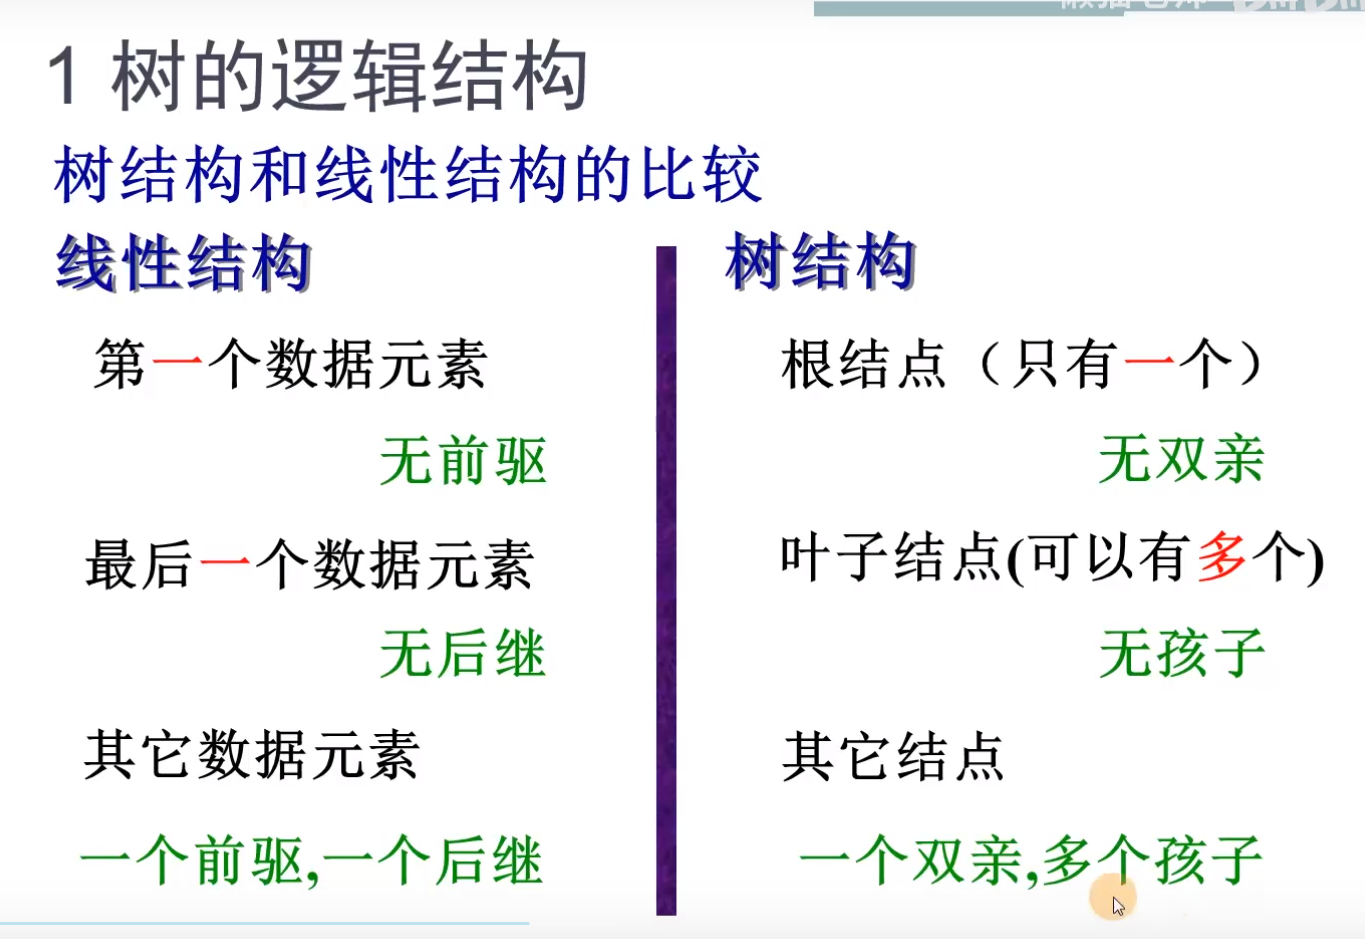 1 树的逻辑结构
树结构和线性结构的比较
线性结构
第一个数据元素
无前驱
最后一个数据元素
无后继
其它数据元素
一个前驱,一个后继
树结构
根结点（只有一个）
无双亲
叶子结点(可以有多个)
无孩子
其它结点
一个双亲,多个孩子